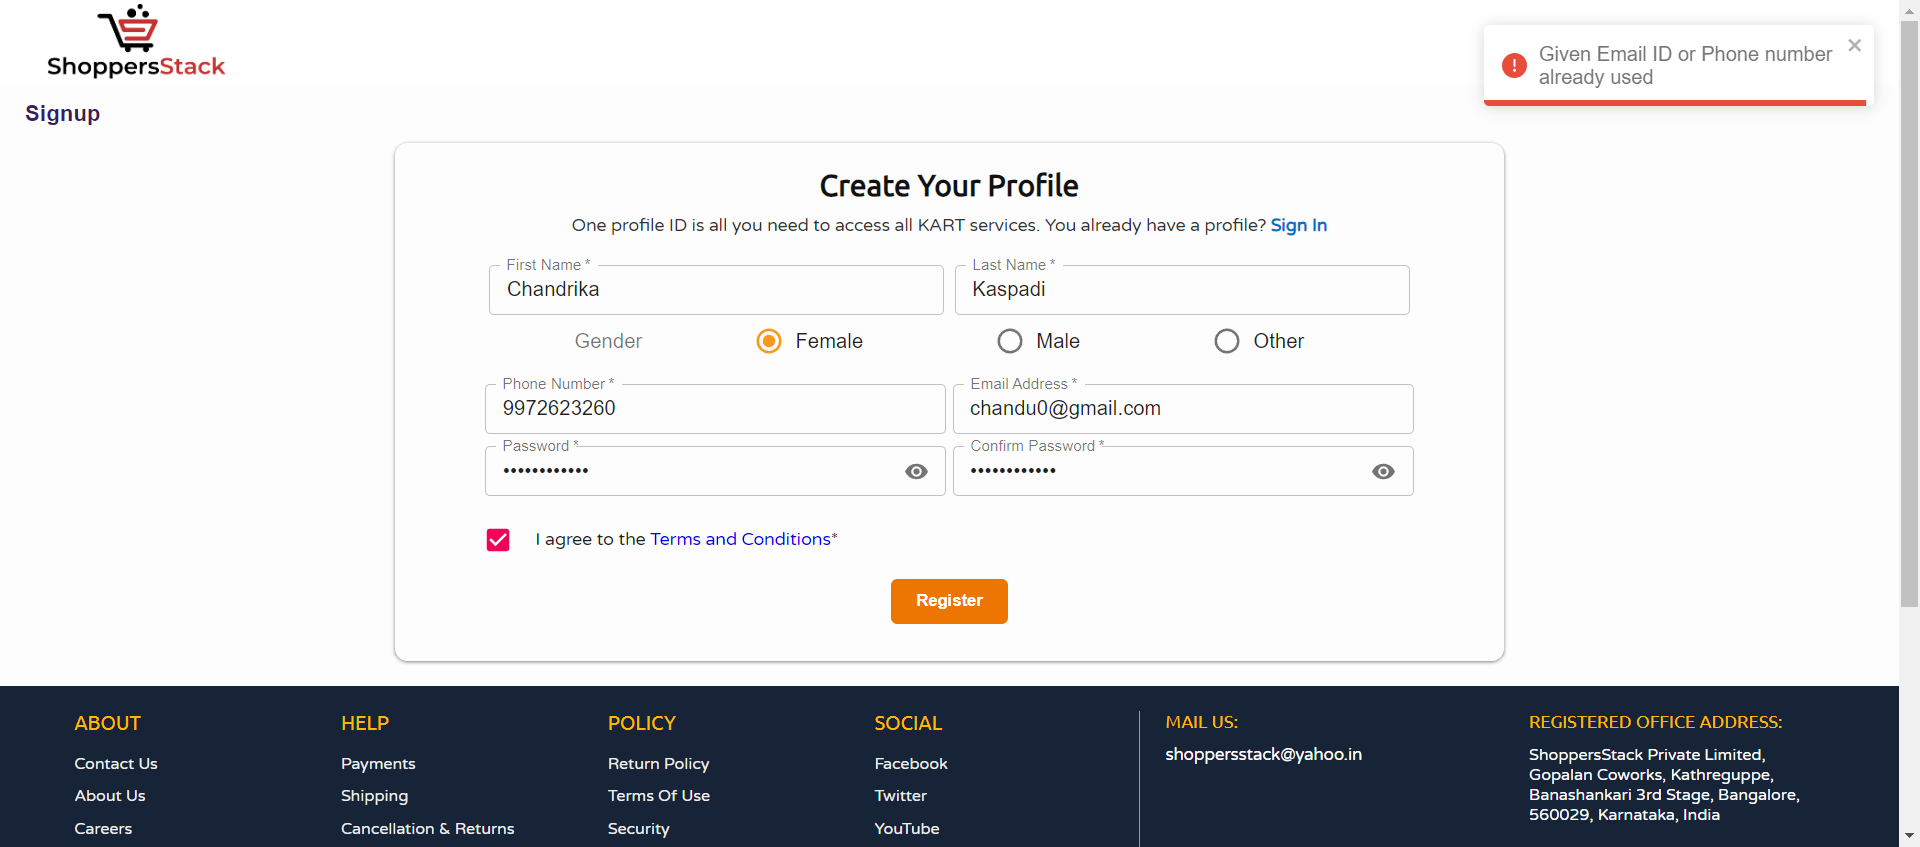 ShoppersStack
Given Email ID or Phone number
already used
Signup
Create Your Profile
One profile ID is all you need to access all KART services. You already have a profile? Sign In
First Name *
Last Name *
Chandrika
Kaspadi
Gender
Female
Male
Other
Phone Number *
Email Address *
9972623260
chandu0@gmail.com
Password *
Confirm Password *
••••••••••••
••••••••••••
I agree to the Terms and Conditions*
Register
ABOUT
Contact Us
About Us
Careers
HELP
Payments
Shipping
Cancellation & Returns
POLICY
Return Policy
Terms Of Use
Security
SOCIAL
Facebook
Twitter
YouTube
MAIL US:
shoppersstack@yahoo.in
REGISTERED OFFICE ADDRESS:
ShoppersStack Private Limited,
Gopalan Coworks, Kathreguppe,
Banashankari 3rd Stage, Bangalore,
560029, Karnataka, India